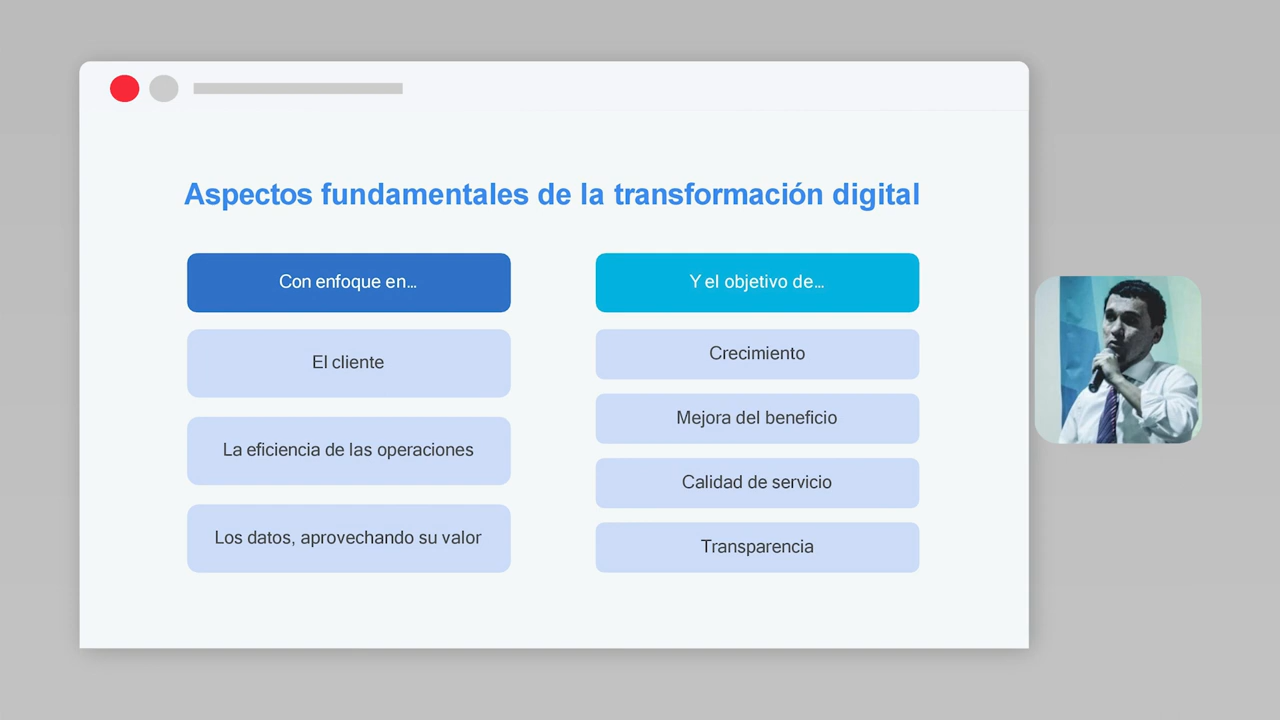 Aspectos fundamentales de la transformación digital
Con enfoque en...
El cliente
La eficiencia de las operaciones
Los datos, aprovechando su valor
Y el objetivo de...
Crecimiento
Mejora del beneficio
Calidad de servicio
Transparencia